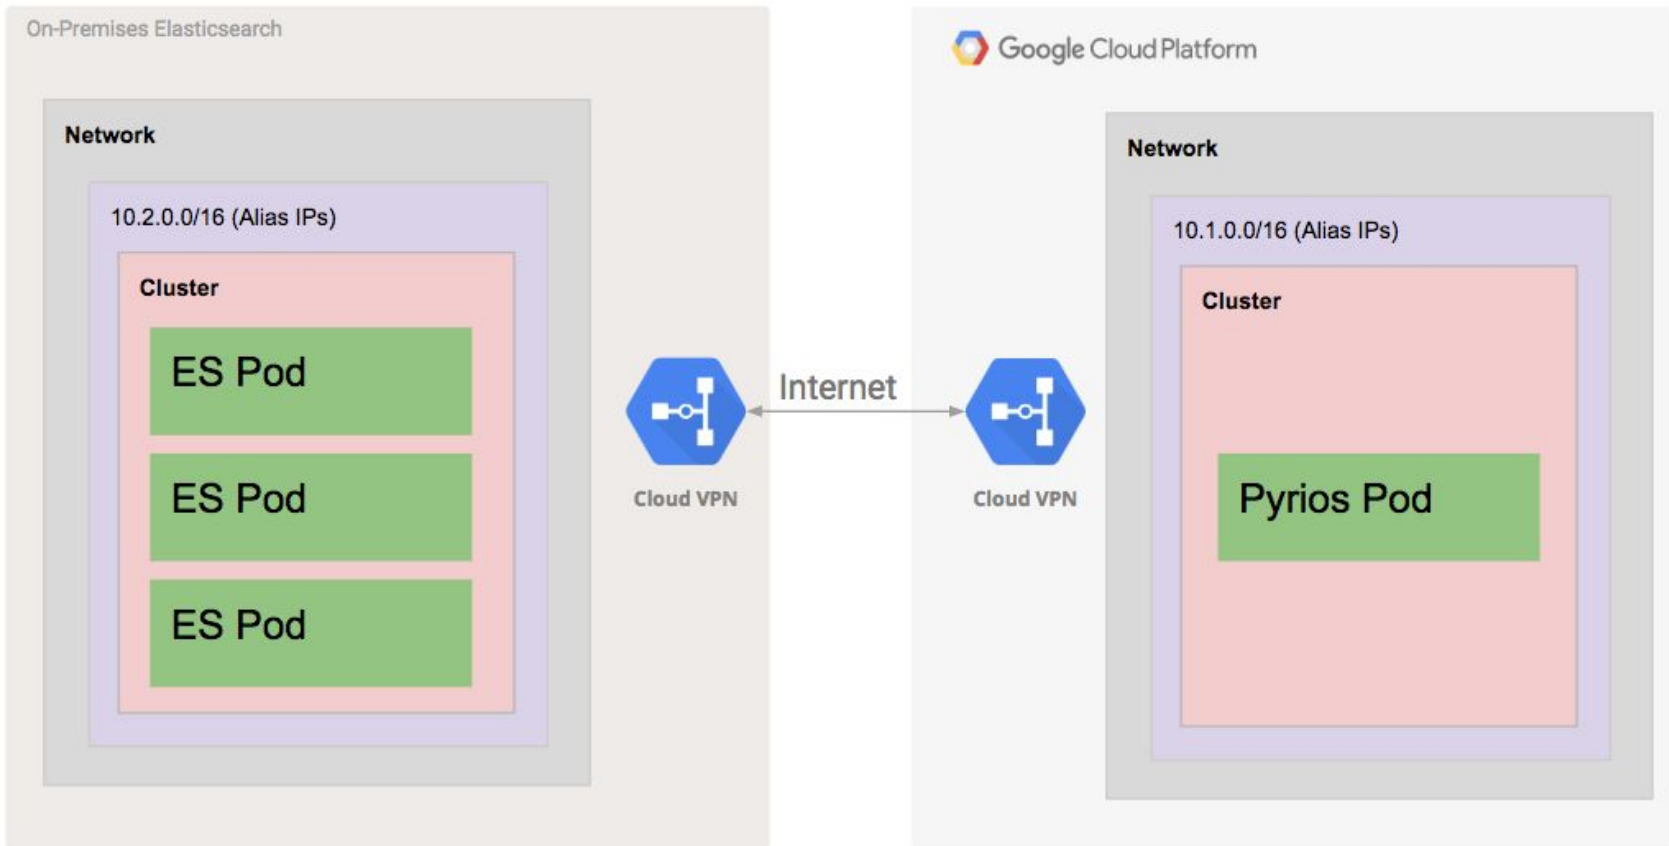 On-Premises Elasticsearch
Network
10.2.0.0/16 (Alias IPs)
Cluster
ES Pod
ES Pod
ES Pod
Cloud VPN
Internet
Cloud VPN
Google Cloud Platform
Network
10.1.0.0/16 (Alias IPs)
Cluster
Pyrios Pod